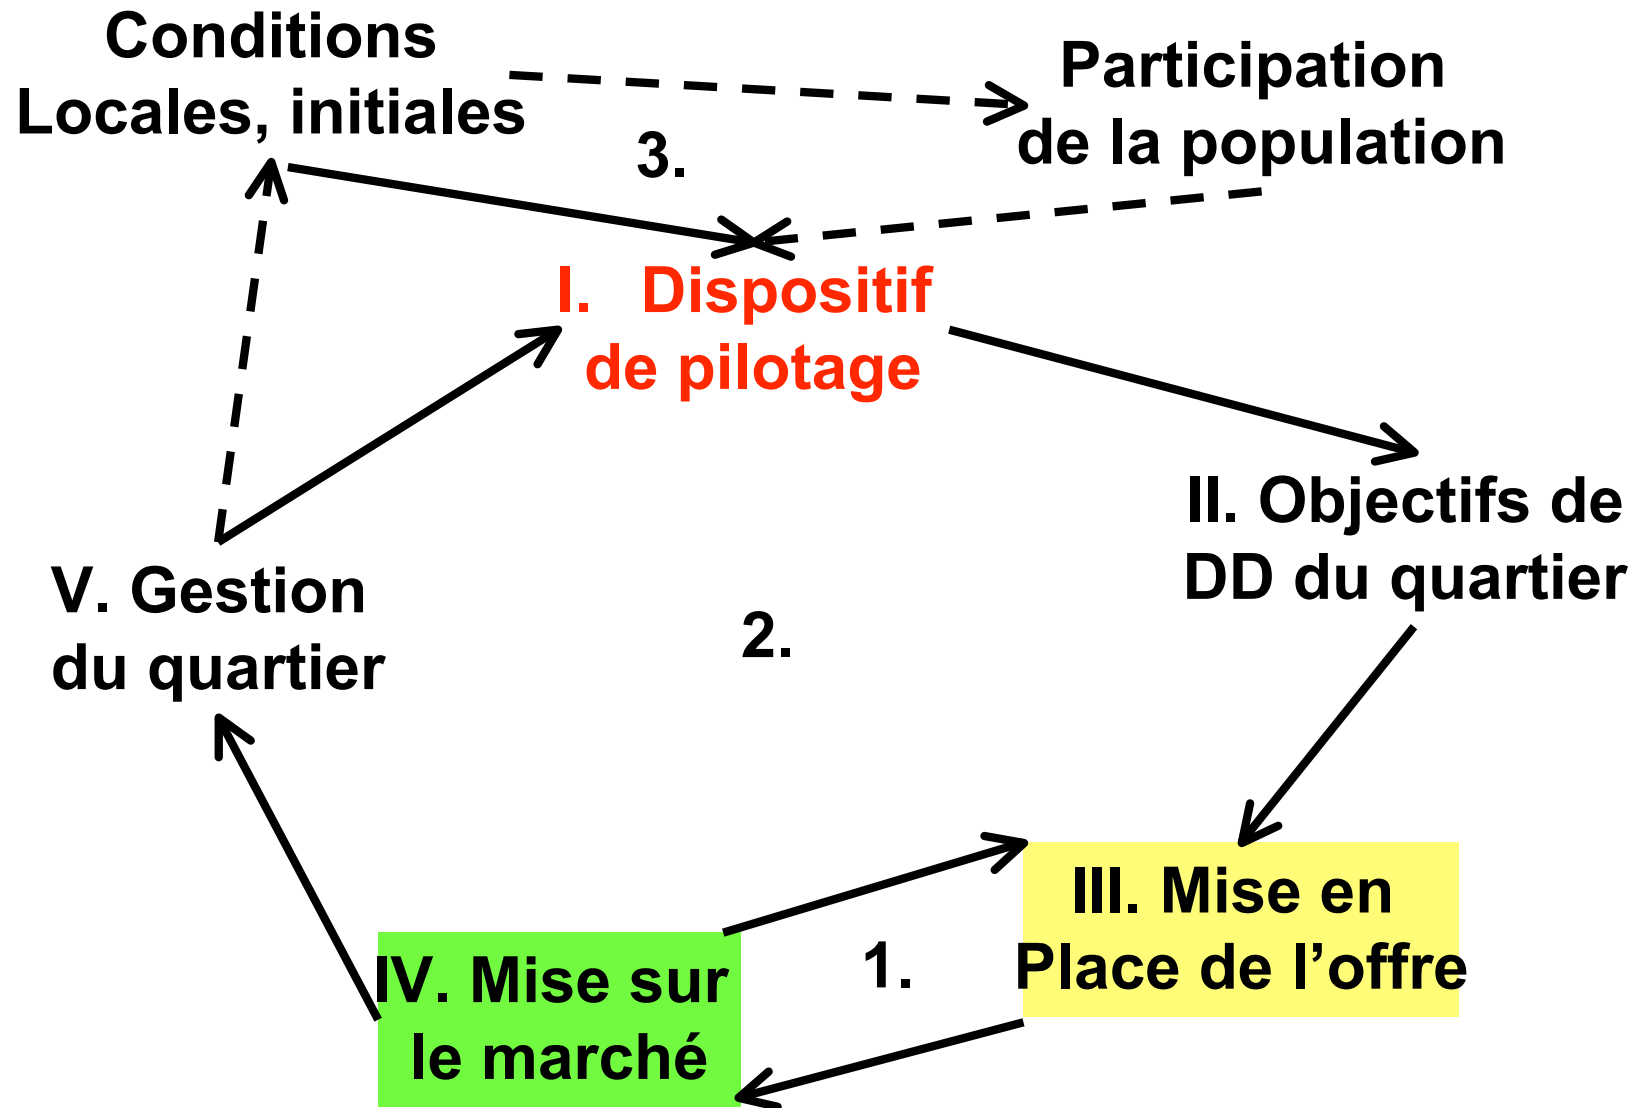 Conditions
Locales, initiales
Participation
de la population
3.
I. Dispositif
de pilotage
II. Objectifs de
DD du quartier
V. Gestion
du quartier
2.
III. Mise en
Place de l’offre
1.
IV. Mise sur
le marché